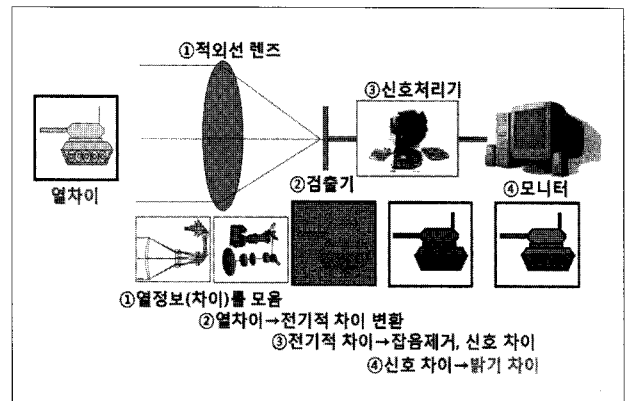 ①적외선 렌즈
③신호처리기
②검출기
④모니터
열차이
①열정보(차이)를 모음
②열차이→전기적 차이 변환
③전기적 차이→잡음제거, 신호 차이
④신호 차이→밝기 차이